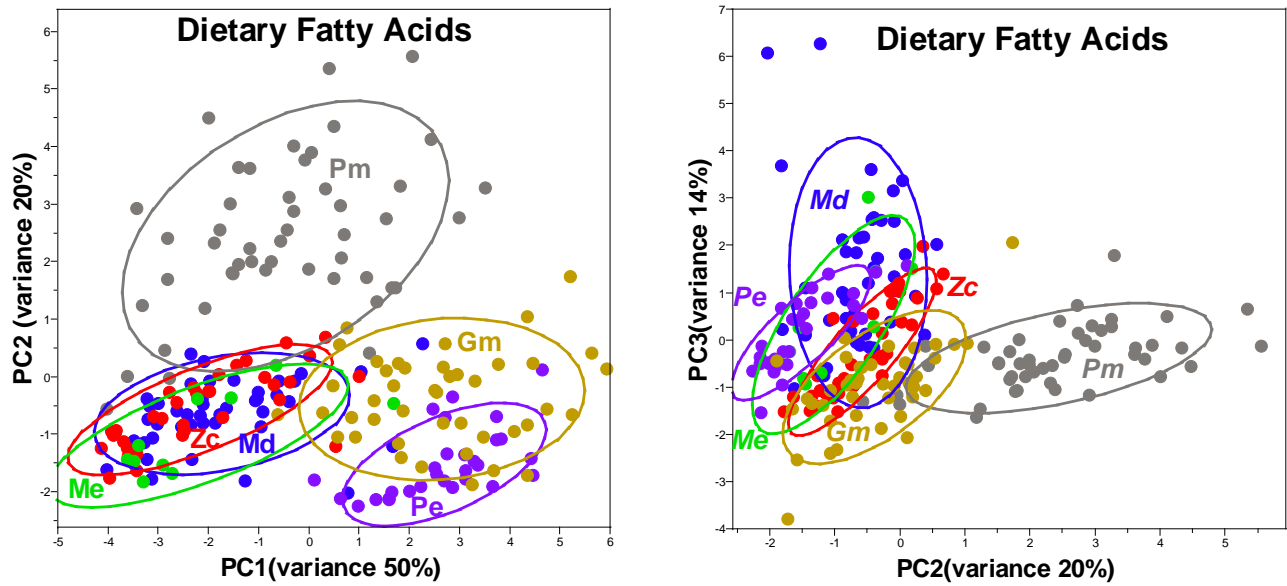 Dietary Fatty Acids
PC2 (variance 20%)
6
5
4
3
2
1
0
-1
-2
Pm
Gm
Zc
Md
Me
Pe
-5 -4 -3 -2 -1 0 1 2 3 4 5 6
PC1(variance 50%)
Dietary Fatty Acids
PC3(variance 14%)
7
6
5
4
3
2
1
0
-1
-2
-3
-4
Md
Pe
Zc
Pm
Me
Gm
-2 -1 0 1 2 3 4 5
PC2(variance 20%)